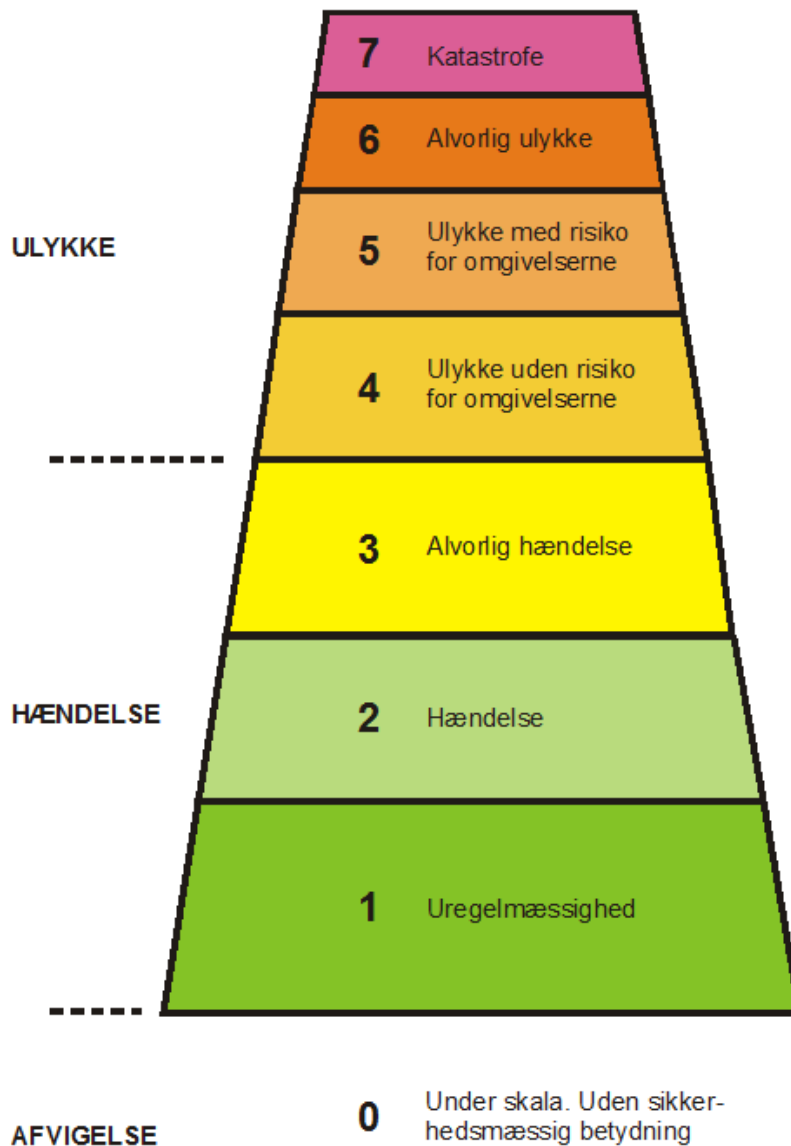 7 Katastrofe
6 Alvorlig ulykke
ULYKKE
5 Ulykke med risiko
for omgivelserne
4 Ulykke uden risiko
for omgivelserne
3 Alvorlig hændelse
HÆNDELSE
2 Hændelse
1 Uregelmæssighed
AFVIGELSE
0 Under skala. Uden sikker-
hedsmæssig betydning